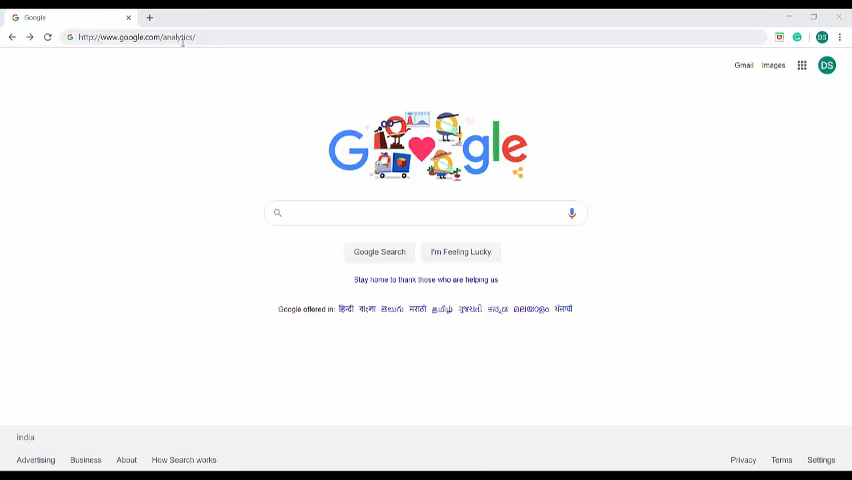 Google
http://www.google.com/analytics/
DS
Gmail Images DS
Google
Google Search I'm Feeling Lucky
Stay home to thank those who are helping us
Google offered in: हिन्दी বাংলা తెలుగు मराठी தமிழ் ગુજરાતી ಕನ್ನಡ മലയാളം ਪੰਜਾਬੀ
India
Advertising Business About How Search works Privacy Terms Settings